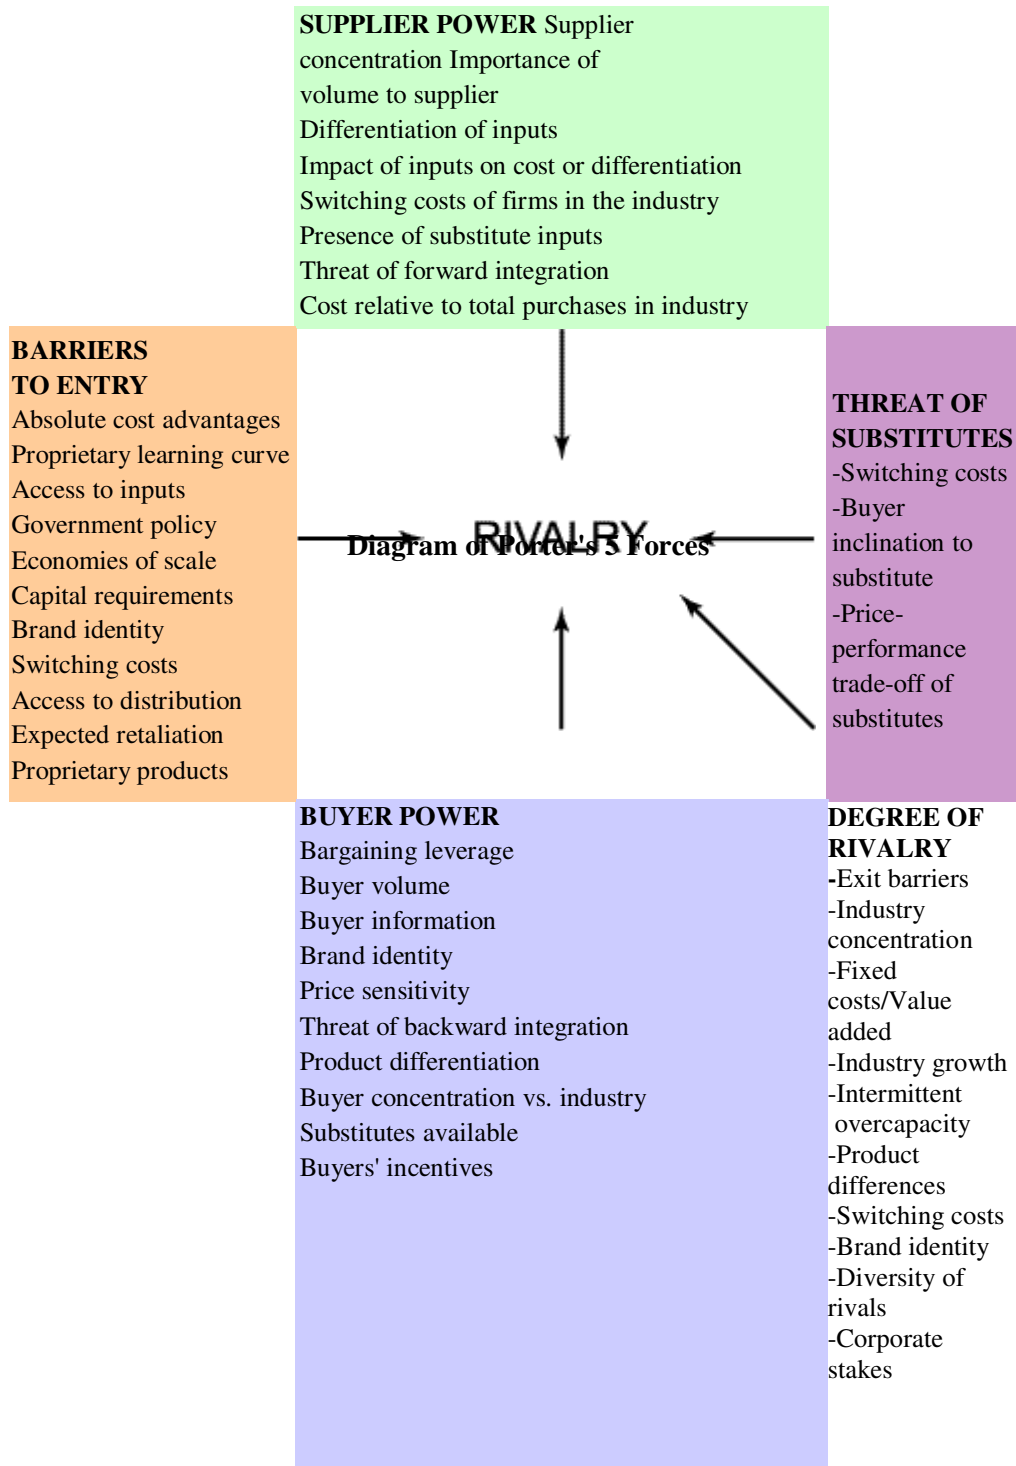 SUPPLIER POWER Supplier
concentration Importance of
volume to supplier
Differentiation of inputs
Impact of inputs on cost or differentiation
Switching costs of firms in the industry
Presence of substitute inputs
Threat of forward integration
Cost relative to total purchases in industry
BARRIERS
TO ENTRY
Absolute cost advantages
Proprietary learning curve
Access to inputs
Government policy
Economies of scale
Capital requirements
Brand identity
Switching costs
Access to distribution
Expected retaliation
Proprietary products
RIVALRY
Diagram of Porter's 5 Forces
THREAT OF
SUBSTITUTES
-Switching costs
-Buyer
inclination to
substitute
-Price-
performance
trade-off of
substitutes
BUYER POWER
Bargaining leverage
Buyer volume
Buyer information
Brand identity
Price sensitivity
Threat of backward integration
Product differentiation
Buyer concentration vs. industry
Substitutes available
Buyers' incentives
DEGREE OF
RIVALRY
-Exit barriers
-Industry
concentration
-Fixed
costs/Value
added
-Industry growth
-Intermittent
overcapacity
-Product
differences
-Switching costs
-Brand identity
-Diversity of
rivals
-Corporate
stakes